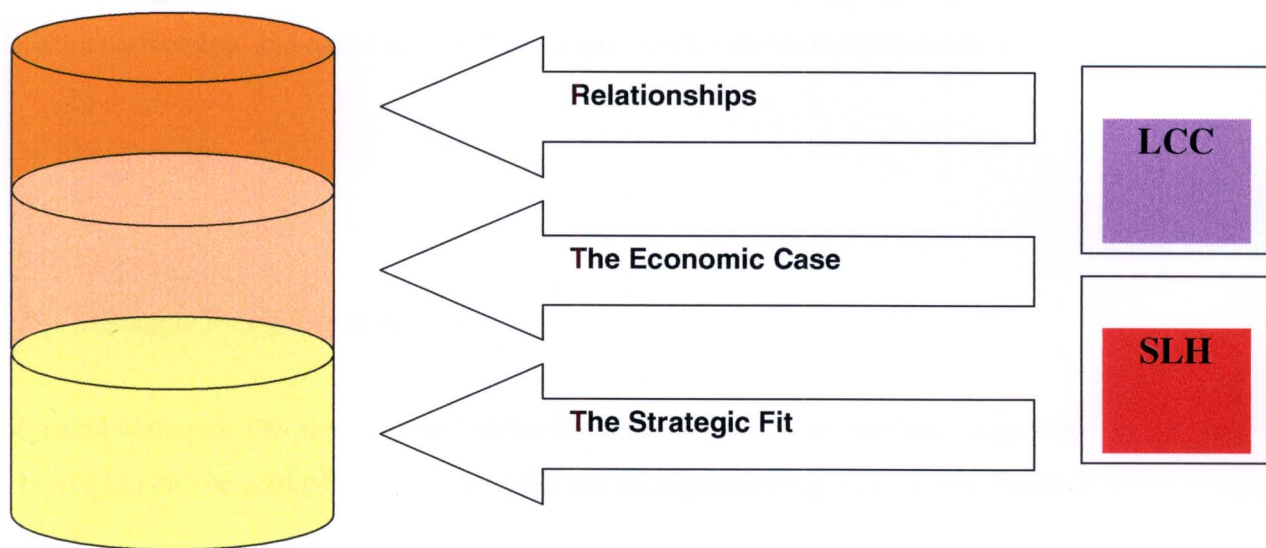 Relationships
LCC
The Economic Case
SLH
The Strategic Fit